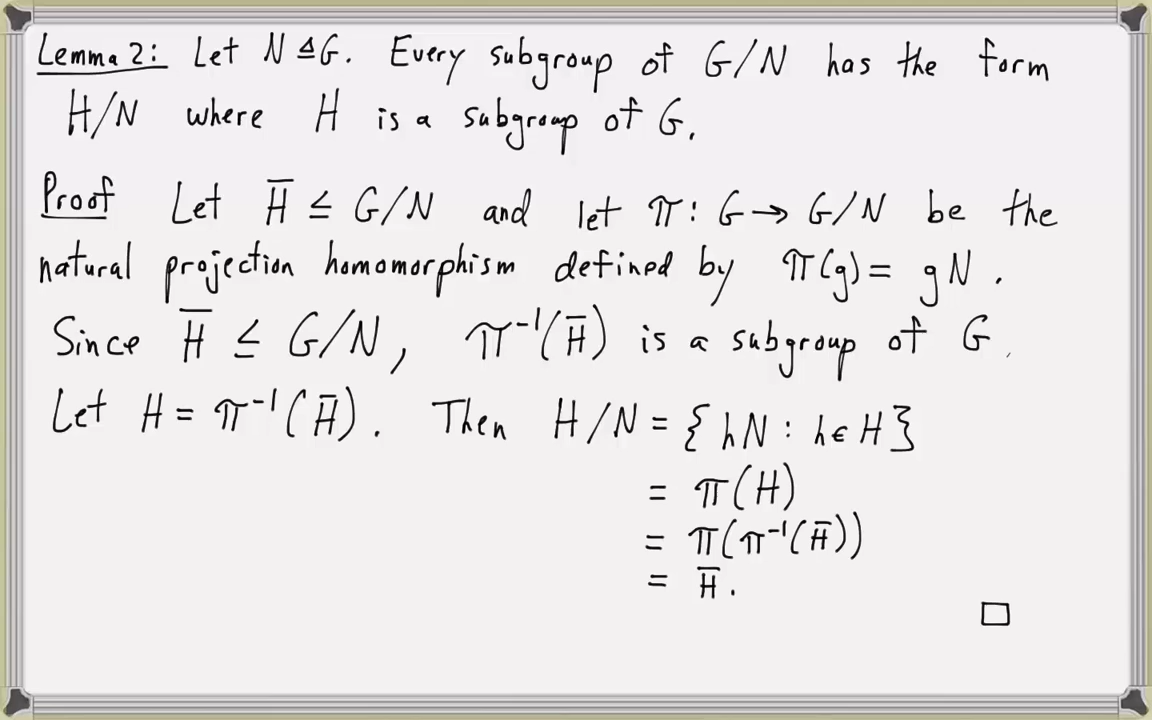 Lemma 2: Let N ⊴ G. Every subgroup of G/N has the form
H/N where H is a subgroup of G.
Proof Let H̅ ≤ G/N and let π: G → G/N be the
natural projection homomorphism defined by π(g) = gN.
Since H̅ ≤ G/N, π⁻¹(H̅) is a subgroup of G.
Let H = π⁻¹(H̅). Then H/N = {hN : h ∈ H}
= π(H)
= π(π⁻¹(H̅))
= H̅.
□